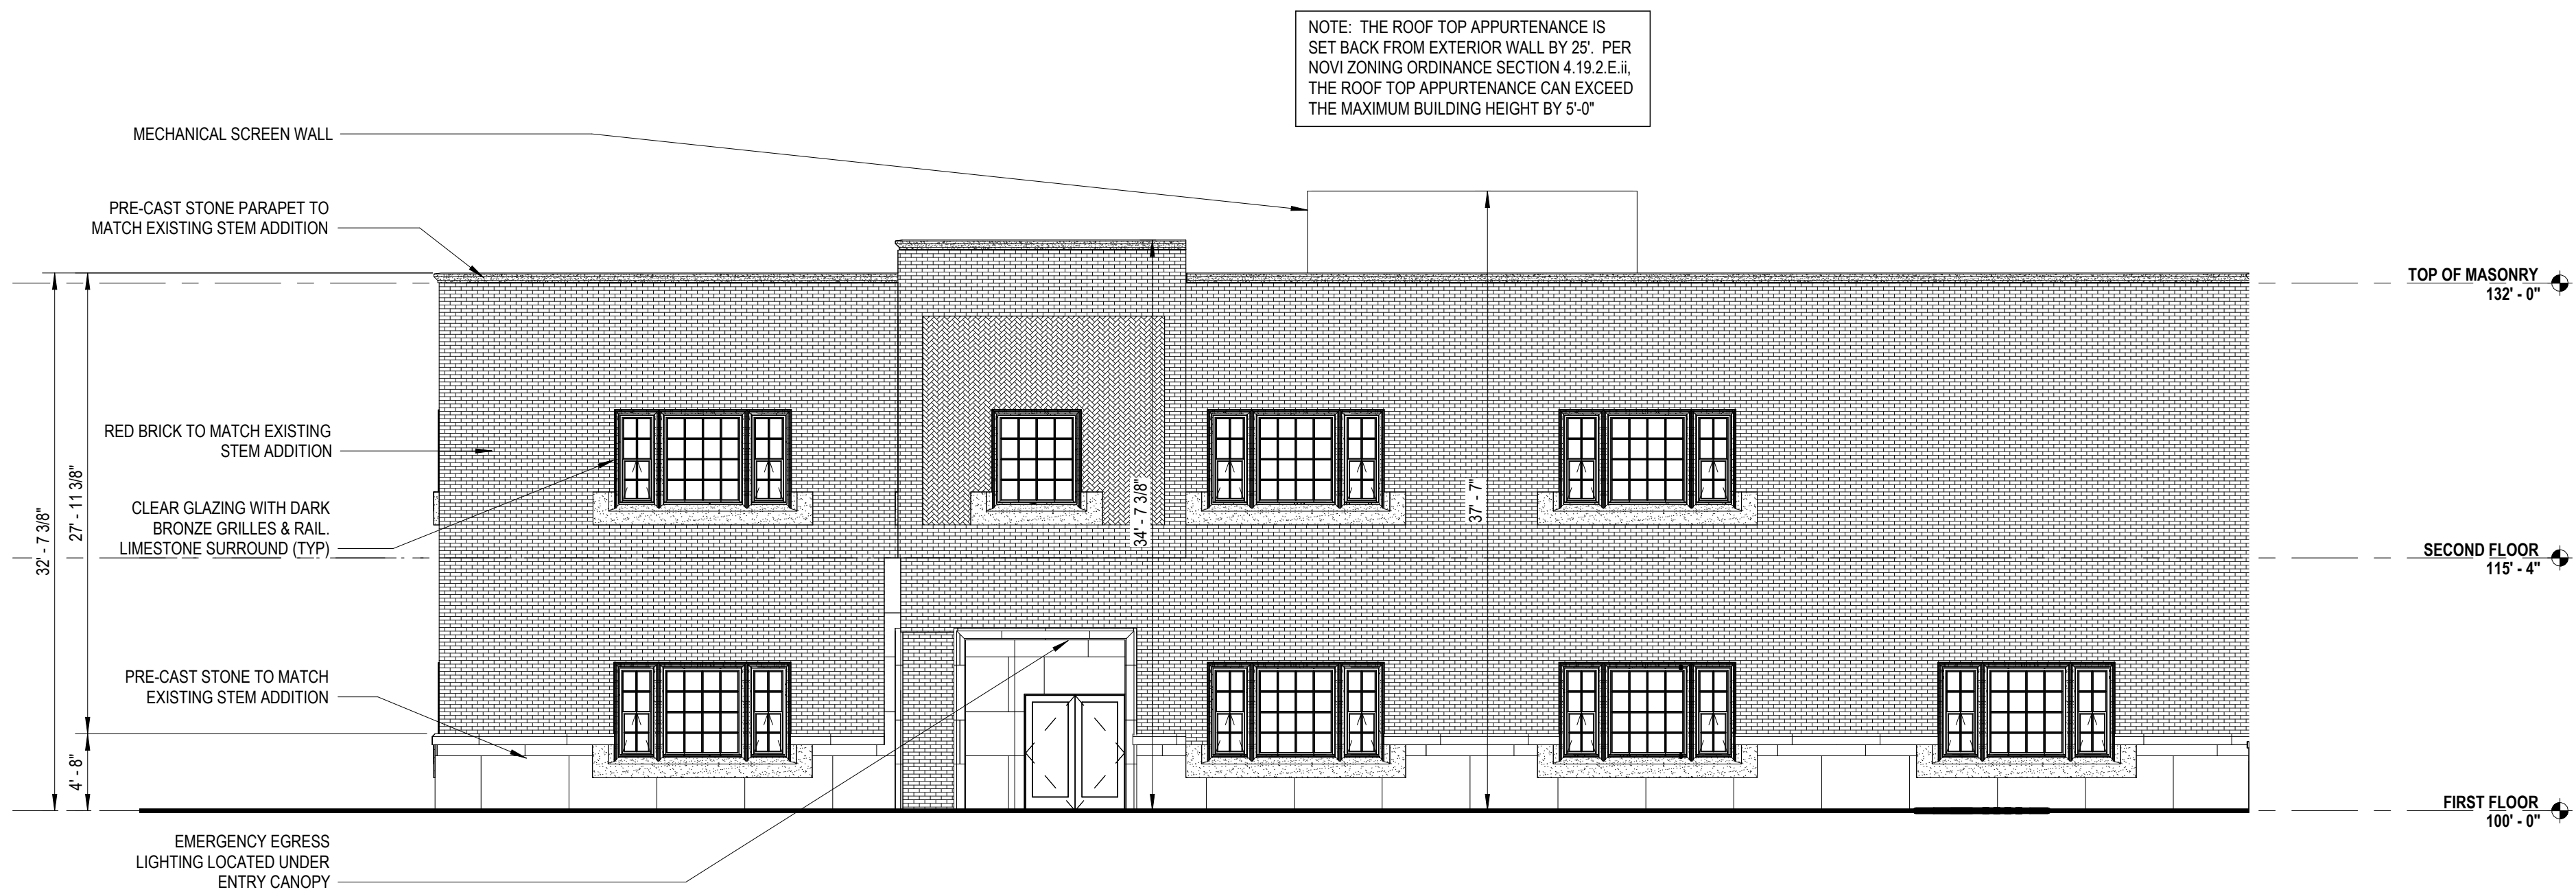 NOTE: THE ROOF TOP APPURTENANCE IS
SET BACK FROM EXTERIOR WALL BY 25'. PER
NOVI ZONING ORDINANCE SECTION 4.19.2.E.ii,
THE ROOF TOP APPURTENANCE CAN EXCEED
THE MAXIMUM BUILDING HEIGHT BY 5'-0"
MECHANICAL SCREEN WALL
PRE-CAST STONE PARAPET TO
MATCH EXISTING STEM ADDITION
TOP OF MASONRY
132' - 0"
RED BRICK TO MATCH EXISTING
STEM ADDITION
32' - 7 3/8"
27' - 11 3/8"
34' - 7 3/8"
37' - 7"
CLEAR GLAZING WITH DARK
BRONZE GRILLES & RAIL.
LIMESTONE SURROUND (TYP)
SECOND FLOOR
115' - 4"
PRE-CAST STONE TO MATCH
EXISTING STEM ADDITION
4' - 8"
FIRST FLOOR
100' - 0"
EMERGENCY EGRESS
LIGHTING LOCATED UNDER
ENTRY CANOPY